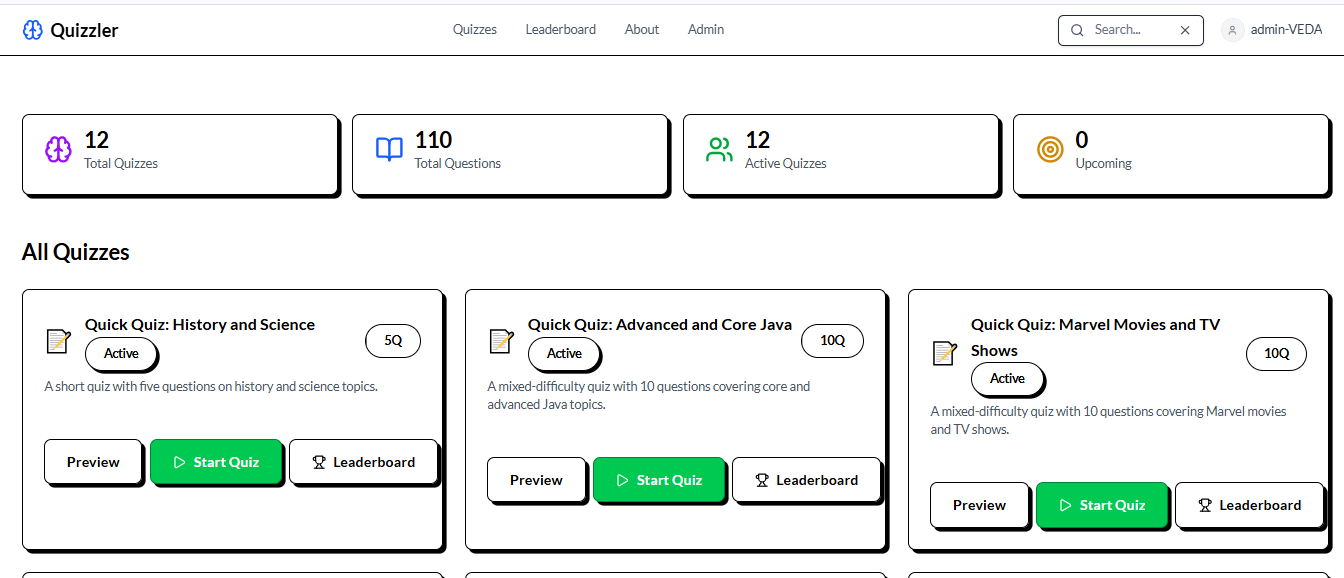 Quizzler
Quizzes Leaderboard About Admin
Search...
admin-VEDA
12
Total Quizzes
110
Total Questions
12
Active Quizzes
0
Upcoming
All Quizzes
Quick Quiz: History and Science
Active
5Q
A short quiz with five questions on history and science topics.
Preview
Start Quiz
Leaderboard
Quick Quiz: Advanced and Core Java
Active
10Q
A mixed-difficulty quiz with 10 questions covering core and
advanced Java topics.
Preview
Start Quiz
Leaderboard
Quick Quiz: Marvel Movies and TV
Shows
Active
10Q
A mixed-difficulty quiz with 10 questions covering Marvel movies
and TV shows.
Preview
Start Quiz
Leaderboard